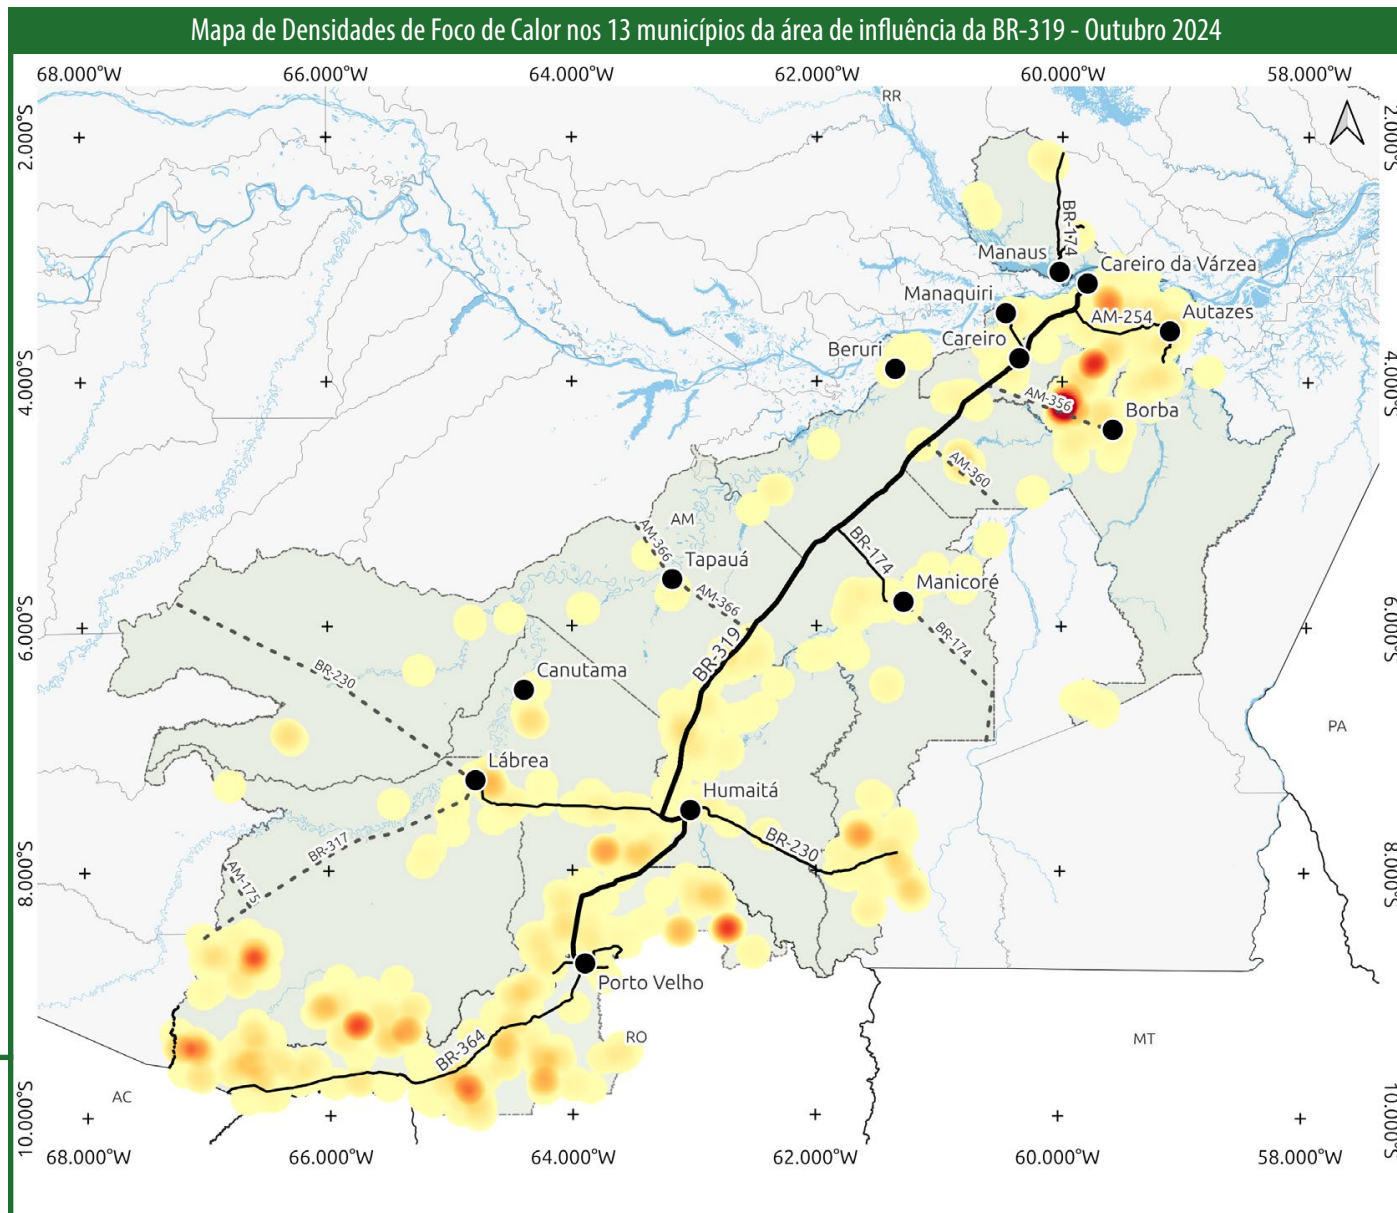 Mapa de Densidades de Foco de Calor nos 13 municípios da área de influência da BR-319 - Outubro 2024
68.000°W 66.000°W 64.000°W 62.000°W 60.000°W 58.000°W
RR
2.000°S
2.000°S
BR-174
Manaus
Careiro da Várzea
Manaquiri
AM-254
Autazes
Careiro
Beruri
4.000°S
4.000°S
AM-356
Borba
AM-360
AM
AM-366
BR-174
Tapauá
Manicoré
AM-366
6.000°S
6.000°S
BR-319
BR-174
BR-230
Canutama
PA
Lábrea
Humaitá
BR-230
BR-317
8.000°S
8.000°S
AM-175
Porto Velho
BR-364
RO
MT
AC
10.000°S
10.000°S
68.000°W 66.000°W 64.000°W 62.000°W 60.000°W 58.000°W